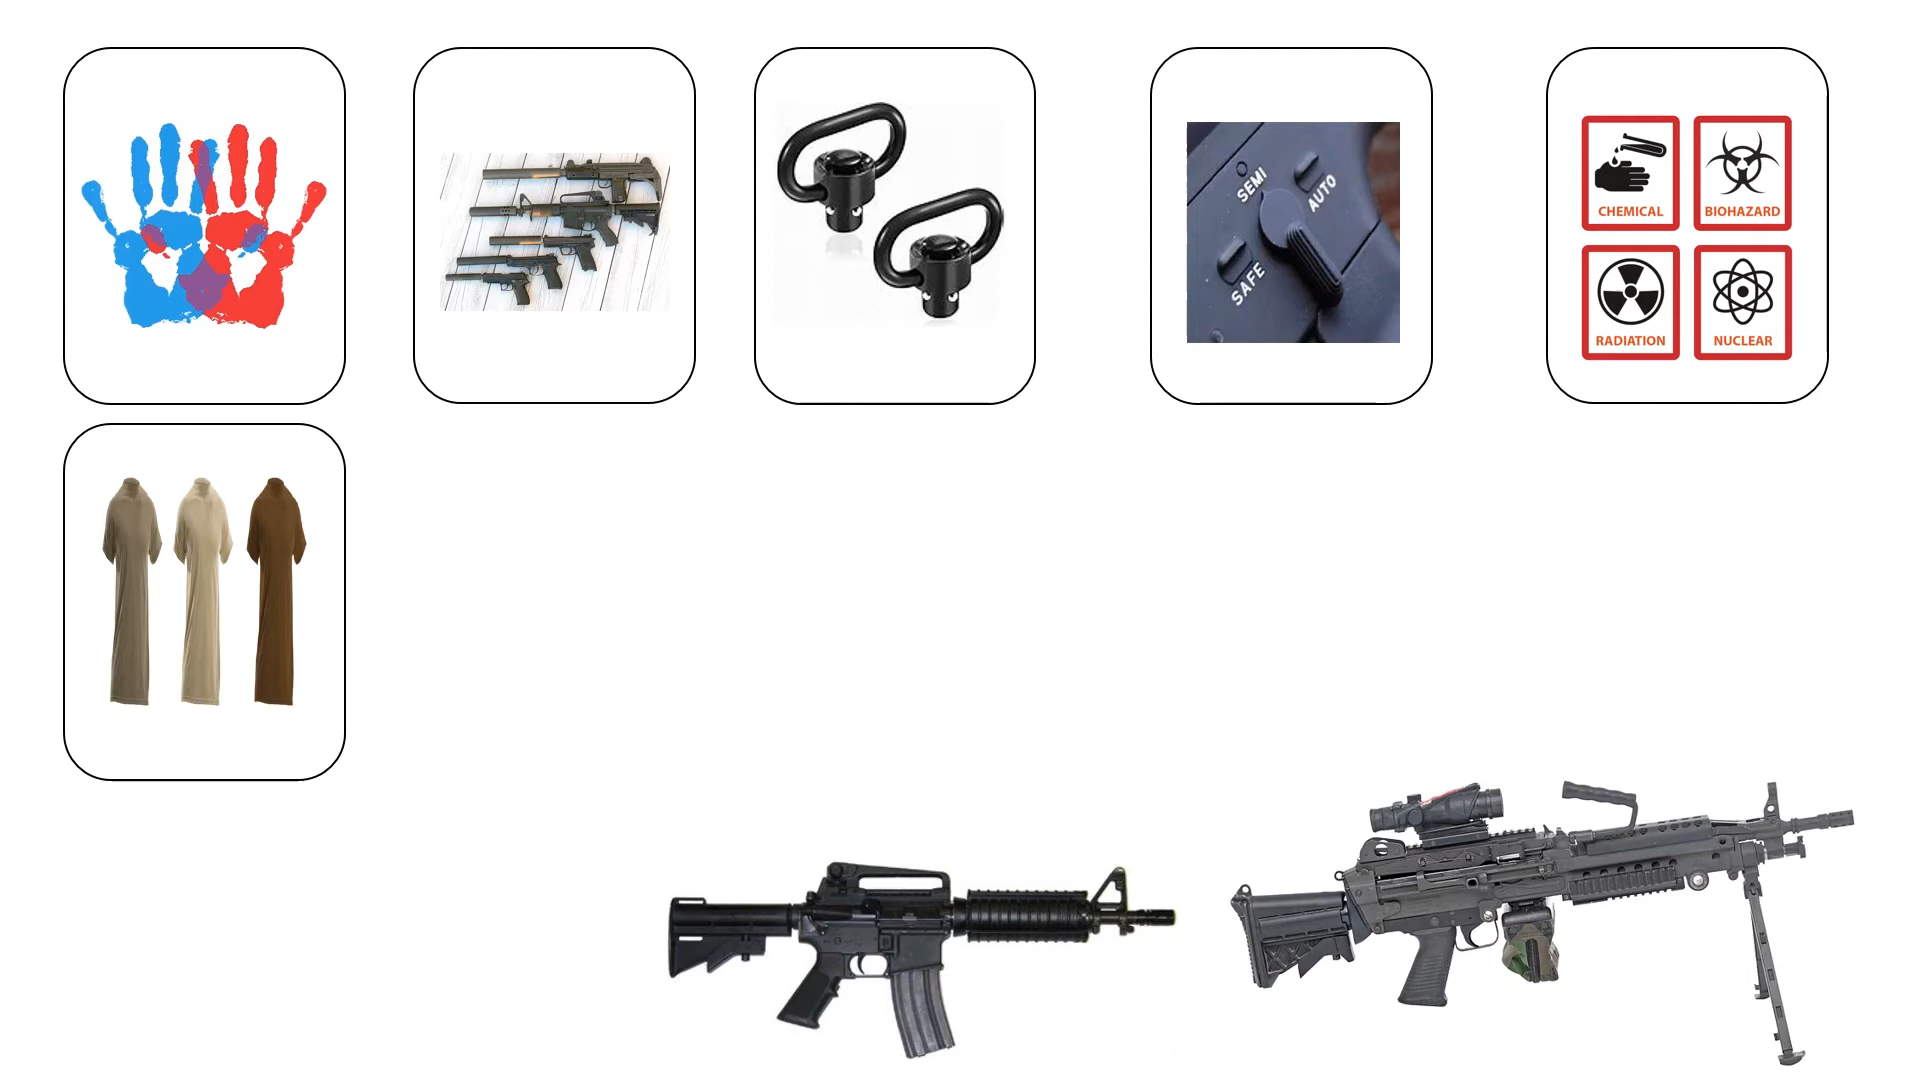 SEMI
AUTO
SAFE
CHEMICAL
BIOHAZARD
RADIATION
NUCLEAR